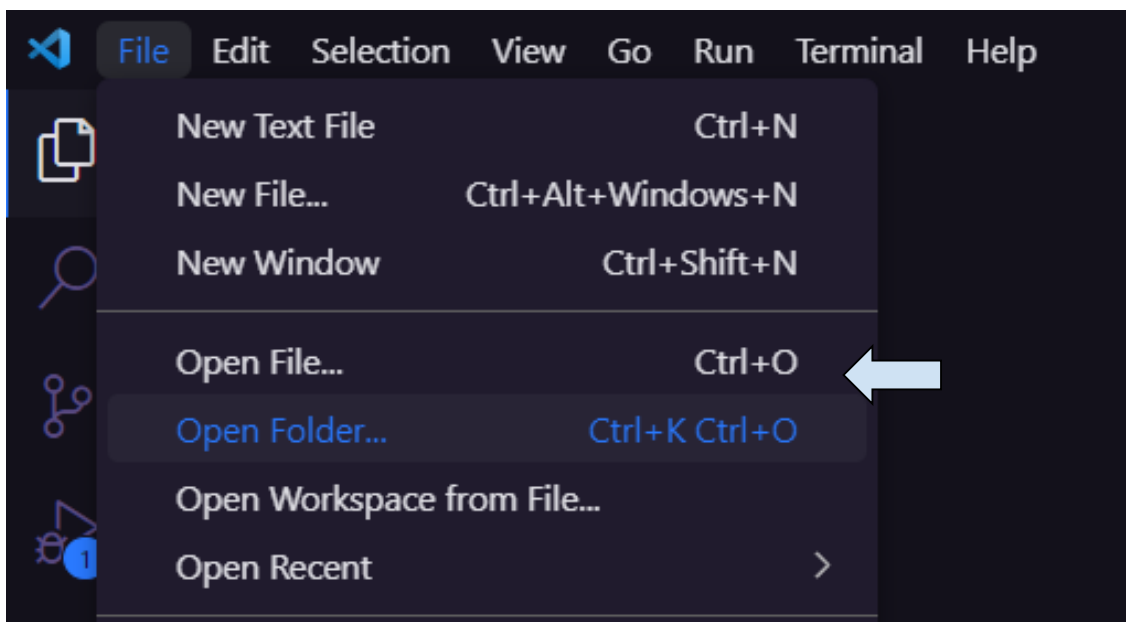 File Edit Selection View Go Run Terminal Help
New Text File Ctrl+N
New File... Ctrl+Alt+Windows+N
New Window Ctrl+Shift+N
Open File... Ctrl+O
Open Folder... Ctrl+K Ctrl+O
Open Workspace from File...
Open Recent
1